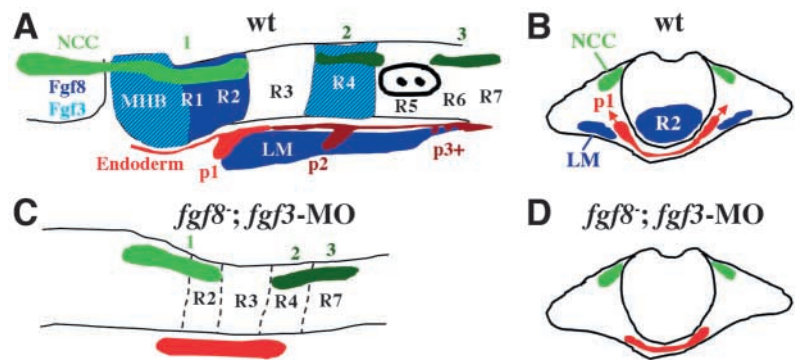 A wt B wt
NCC 1 2 3 NCC
Fgf8
Fgf3 MHB R1 R2 R3 R4 R5 R6 R7
p1 R2
Endoderm LM LM
p1 p2 p3+
C fgf8-; fgf3-MO D fgf8-; fgf3-MO
1 2 3
R2 R3 R4 R7